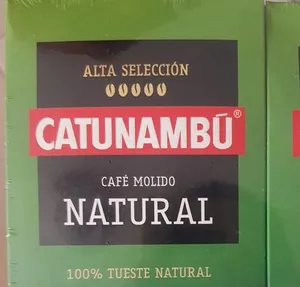 ALTA SELECCIÓN
CATUNAMBÚ®
CAFÉ MOLIDO
NATURAL
100% TUESTE NATURAL